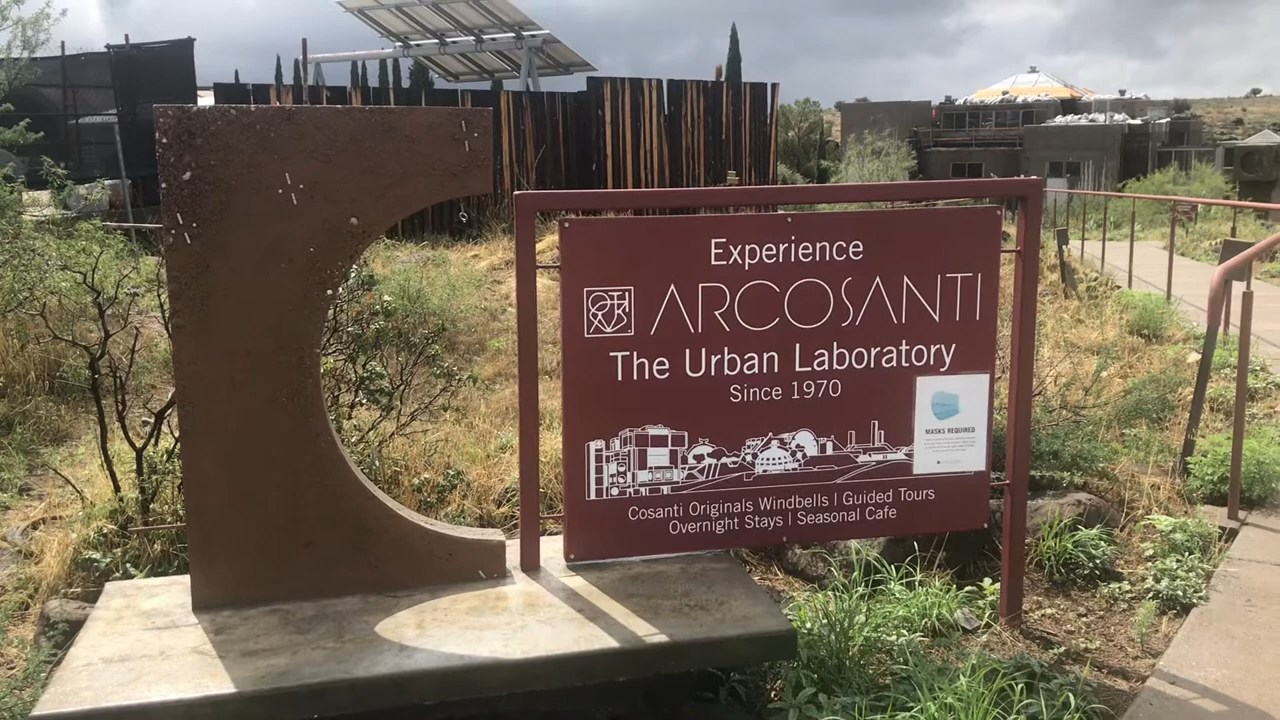 Experience
ARCOSANTI
The Urban Laboratory
Since 1970
MASKS REQUIRED
Cosanti Originals Windbells | Guided Tours
Overnight Stays | Seasonal Cafe